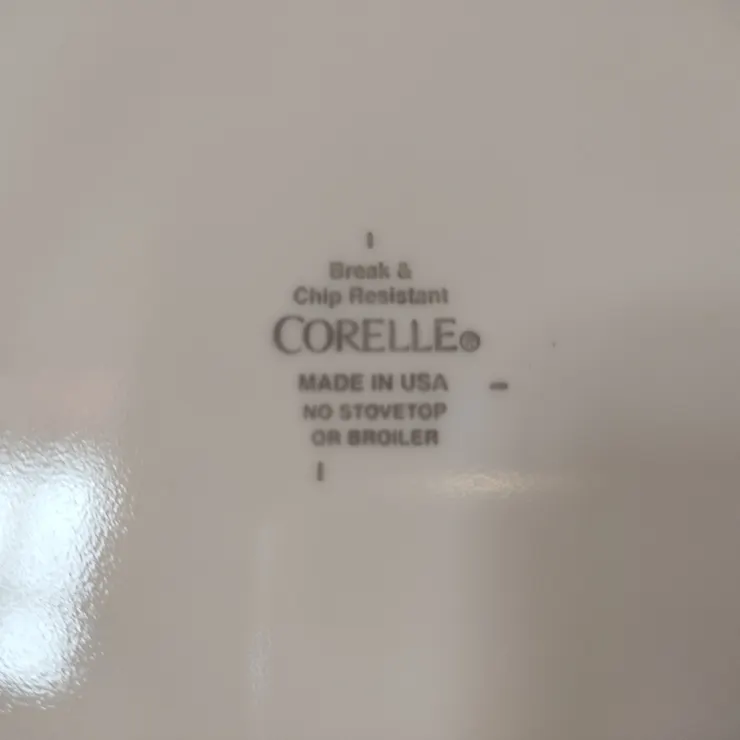 Break &
Chip Resistant
CORELLE®
MADE IN USA
NO STOVETOP
OR BROILER